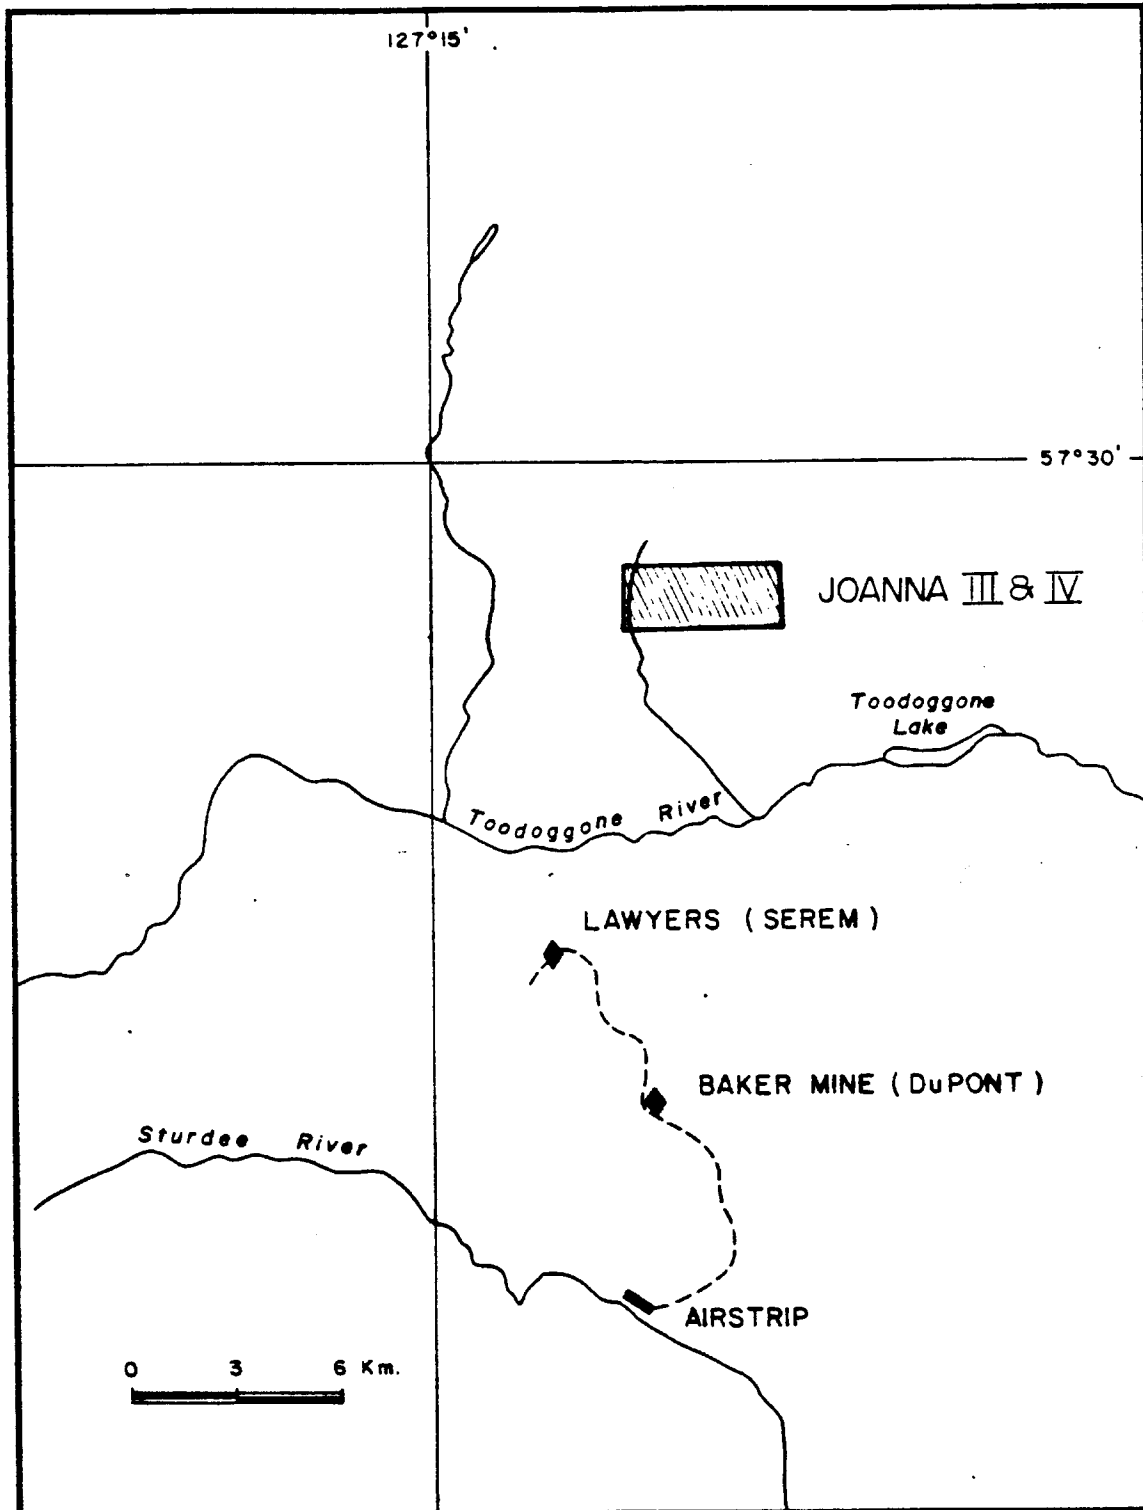 127°15'
57°30'
JOANNA III & IV
Toodoggone
Lake
Toodoggone River
LAWYERS ( SEREM )
BAKER MINE ( DuPONT )
Sturdee River
AIRSTRIP
0 3 6 Km.